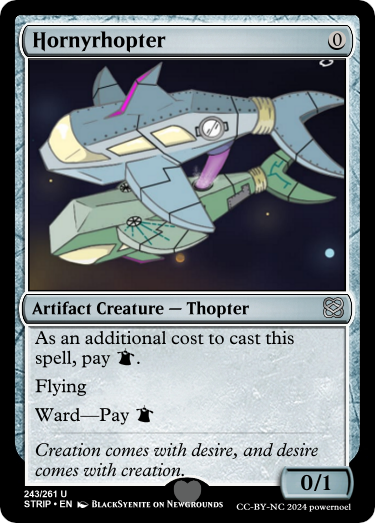 Hornyrhopter 0
Artifact Creature — Thopter
As an additional cost to cast this
spell, pay .
Flying
Ward—Pay
Creation comes with desire, and desire
comes with creation.
0/1
243/261 U
STRIP • EN BlackSyenite on Newgrounds
CC-BY-NC 2024 powernoel